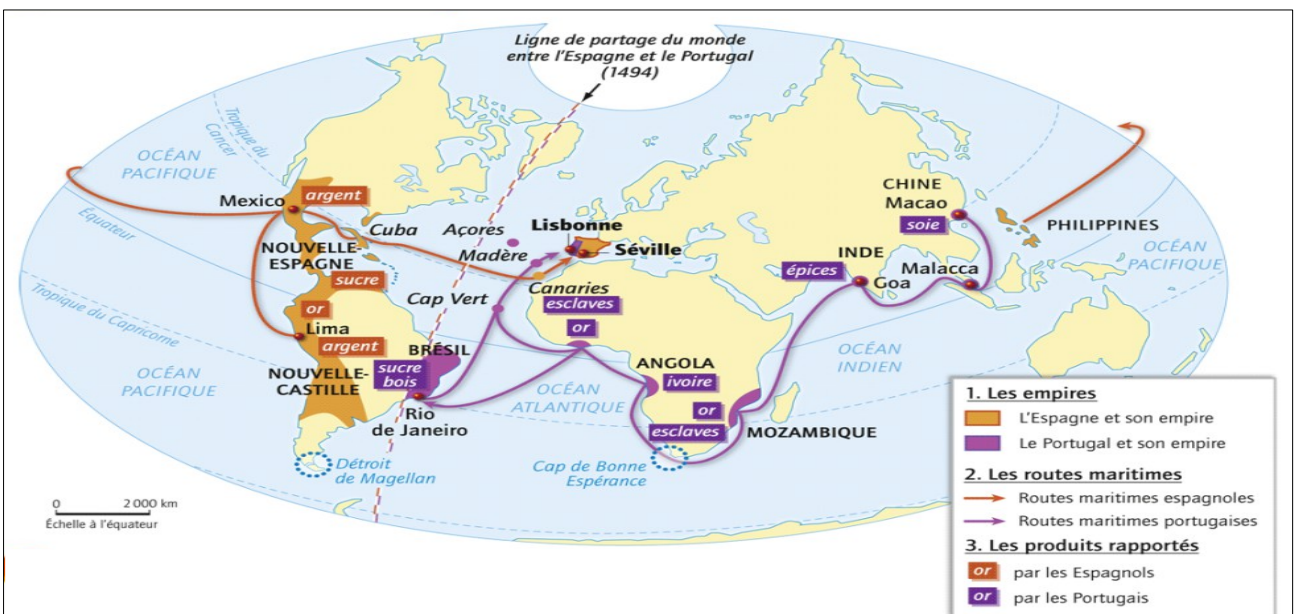 Ligne de partage du monde
entre l'Espagne et le Portugal
(1494)
Tropique du
Cancer
OCÉAN
PACIFIQUE
Mexico
argent
Équateur
Cuba
Açores
Lisbonne
Madère
Séville
CHINE
Macao
soie
PHILIPPINES
NOUVELLE-
ESPAGNE
sucre
INDE
épices
Goa
Malacca
OCÉAN
PACIFIQUE
Cap Vert
Canaries
esclaves
or
Tropique du Capricorne
or
Lima
argent
BRÉSIL
sucre
bois
NOUVELLE-
CASTILLE
OCÉAN
PACIFIQUE
Rio
de Janeiro
OCÉAN
ATLANTIQUE
ANGOLA
ivoire
or
esclaves
MOZAMBIQUE
OCÉAN
INDIEN
Détroit
de Magellan
Cap de Bonne
Espérance
0 2 000 km
Échelle à l'équateur
1. Les empires
L'Espagne et son empire
Le Portugal et son empire
2. Les routes maritimes
Routes maritimes espagnoles
Routes maritimes portugaises
3. Les produits rapportés
or par les Espagnols
or par les Portugais